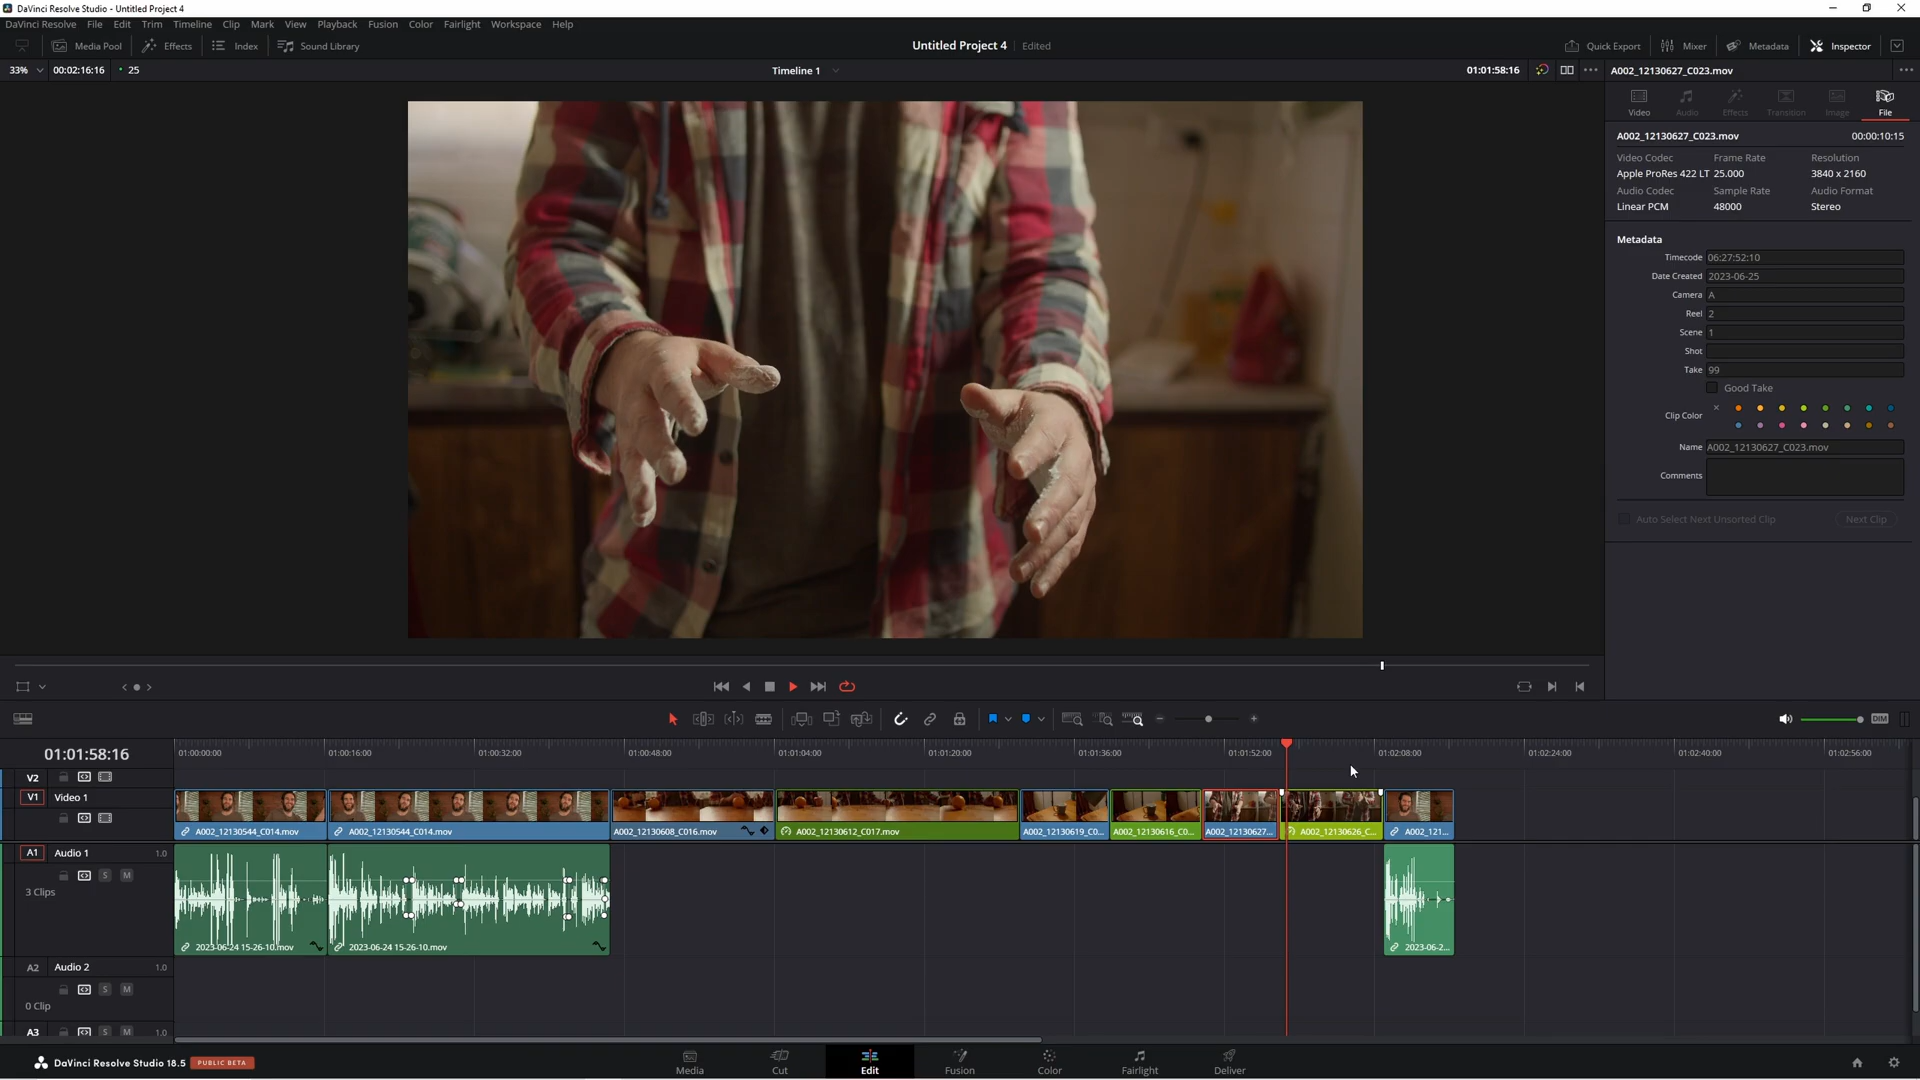 DaVinci Resolve Studio - Untitled Project 4
DaVinci Resolve File Edit Trim Timeline Clip Mark View Playback Fusion Color Fairlight Workspace Help
Media Pool Effects Index Sound Library Untitled Project 4 Edited Quick Export Mixer Metadata Inspector
33% 00:02:16:16 25 Timeline 1 01:01:58:16 A002_12130627_C023.mov
Video Audio Effects Transition Image File
A002_12130627_C023.mov 00:00:10:15
Video Codec Frame Rate Resolution
Apple ProRes 422 LT 25.000 3840 x 2160
Audio Codec Sample Rate Audio Format
Linear PCM 48000 Stereo
Metadata
Timecode 06:27:52:10
Date Created 2023-06-25
Camera A
Reel 2
Scene 1
Shot
Take 99
Good Take
Clip Color
Name A002_12130627_C023.mov
Comments
Auto Select Next Unsorted Clip Next Clip
DIM
01:01:58:16 01:00:00:00 01:00:16:00 01:00:32:00 01:00:48:00 01:01:04:00 01:01:20:00 01:01:36:00 01:01:52:00 01:02:08:00 01:02:24:00 01:02:40:00 01:02:56:00
V2
V1 Video 1
A002_12130544_C014.mov A002_12130544_C014.mov A002_12130608_C016.mov A002_12130612_C017.mov A002_12130619_C0... A002_12130616_C0... A002_12130627... A002_12130626_C... A002_121...
A1 Audio 1 1.0
S M
3 Clips
2023-06-24 15-26-10.mov 2023-06-24 15-26-10.mov 2023-06-2...
A2 Audio 2 1.0
S M
0 Clip
A3 S M 1.0
DaVinci Resolve Studio 18.5 PUBLIC BETA Media Cut Edit Fusion Color Fairlight Deliver